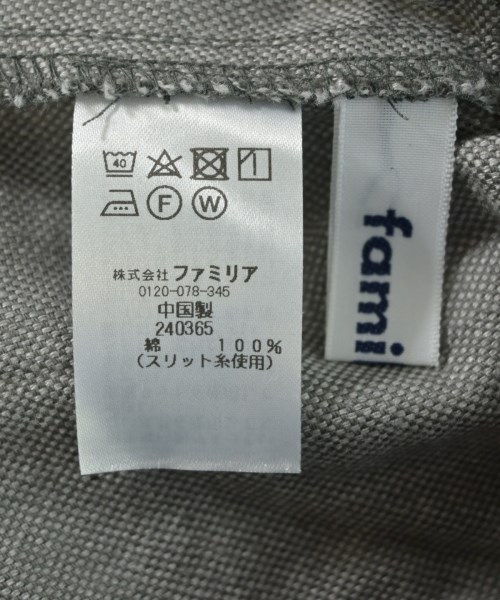 40
F W
株式会社 ファミリア
0120-078-345
中国製
240365
綿 100%
(スリット糸使用)
fami